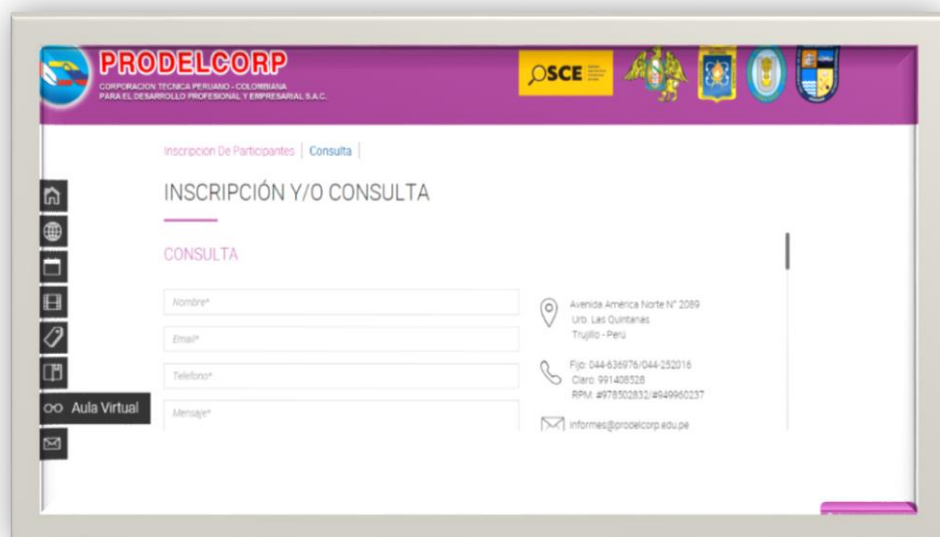 PRODELCORP
CORPORACION TECNICA PERUANO - COLOMBIANA
PARA EL DESARROLLO PROFESIONAL Y EMPRESARIAL S.A.C.
OSCE
Inscripción De Participantes | Consulta |
INSCRIPCIÓN Y/O CONSULTA
CONSULTA
Nombre*
Email*
Telefono*
Mensaje*
Avenida América Norte N° 2089
Urb. Las Quintanas
Trujillo - Perú
Fijo: 044-636976/044-252016
Claro: 991408528
RPM: #978502832/#949960237
informes@prodelcorp.edu.pe
Aula Virtual